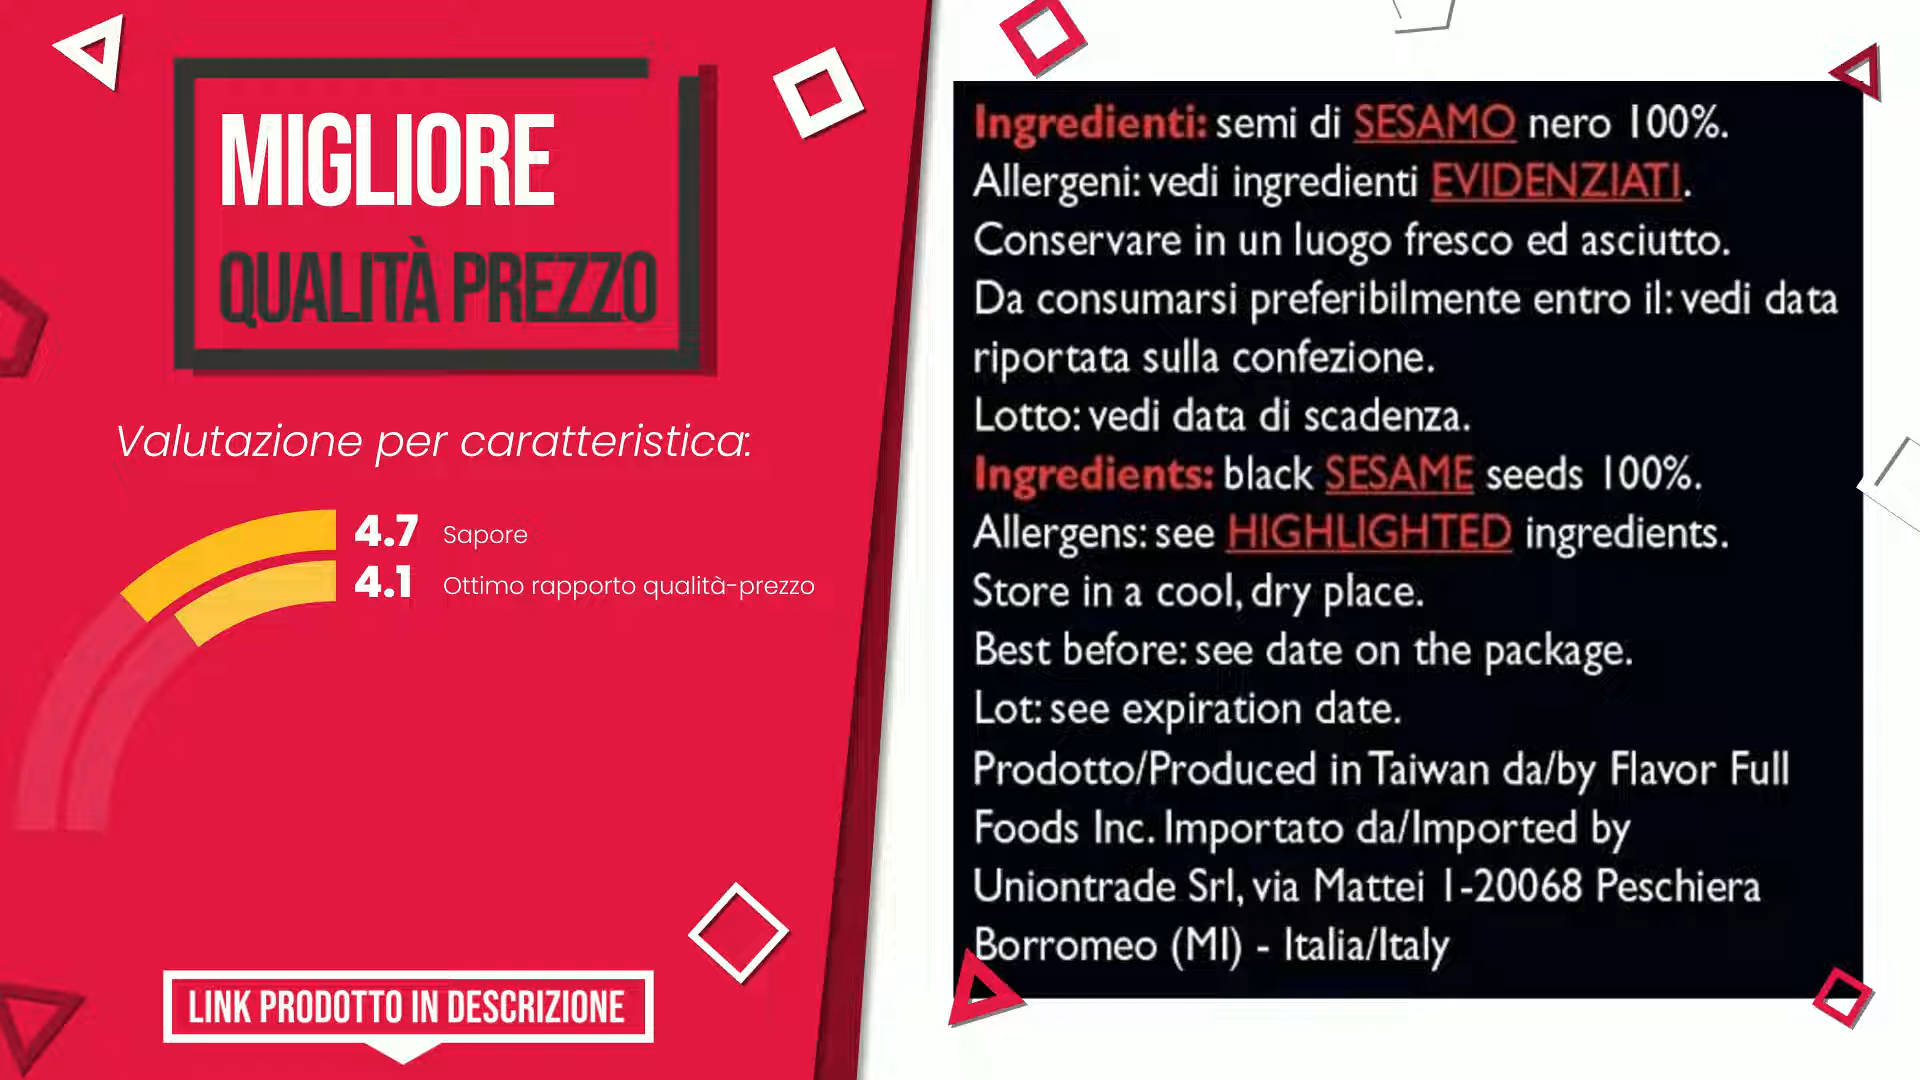 MIGLIORE
QUALITÀ PREZZO
Valutazione per caratteristica:
4.7 Sapore
4.1 Ottimo rapporto qualità-prezzo
LINK PRODOTTO IN DESCRIZIONE
Ingredienti: semi di SESAMO nero 100%.
Allergeni: vedi ingredienti EVIDENZIATI.
Conservare in un luogo fresco ed asciutto.
Da consumarsi preferibilmente entro il: vedi data
riportata sulla confezione.
Lotto: vedi data di scadenza.
Ingredients: black SESAME seeds 100%.
Allergens: see HIGHLIGHTED ingredients.
Store in a cool, dry place.
Best before: see date on the package.
Lot: see expiration date.
Prodotto/Produced in Taiwan da/by Flavor Full
Foods Inc. Importato da/Imported by
Uniontrade Srl, via Mattei 1-20068 Peschiera
Borromeo (MI) - Italia/Italy